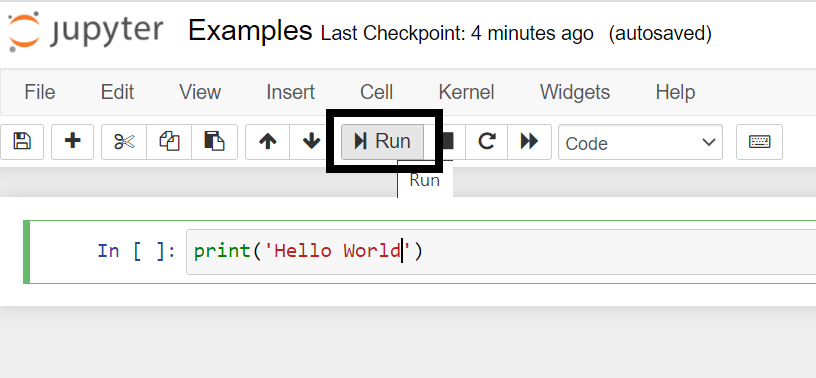 jupyter Examples Last Checkpoint: 4 minutes ago (autosaved)
File Edit View Insert Cell Kernel Widgets Help
Run Code
Run
In [ ]: print('Hello World')